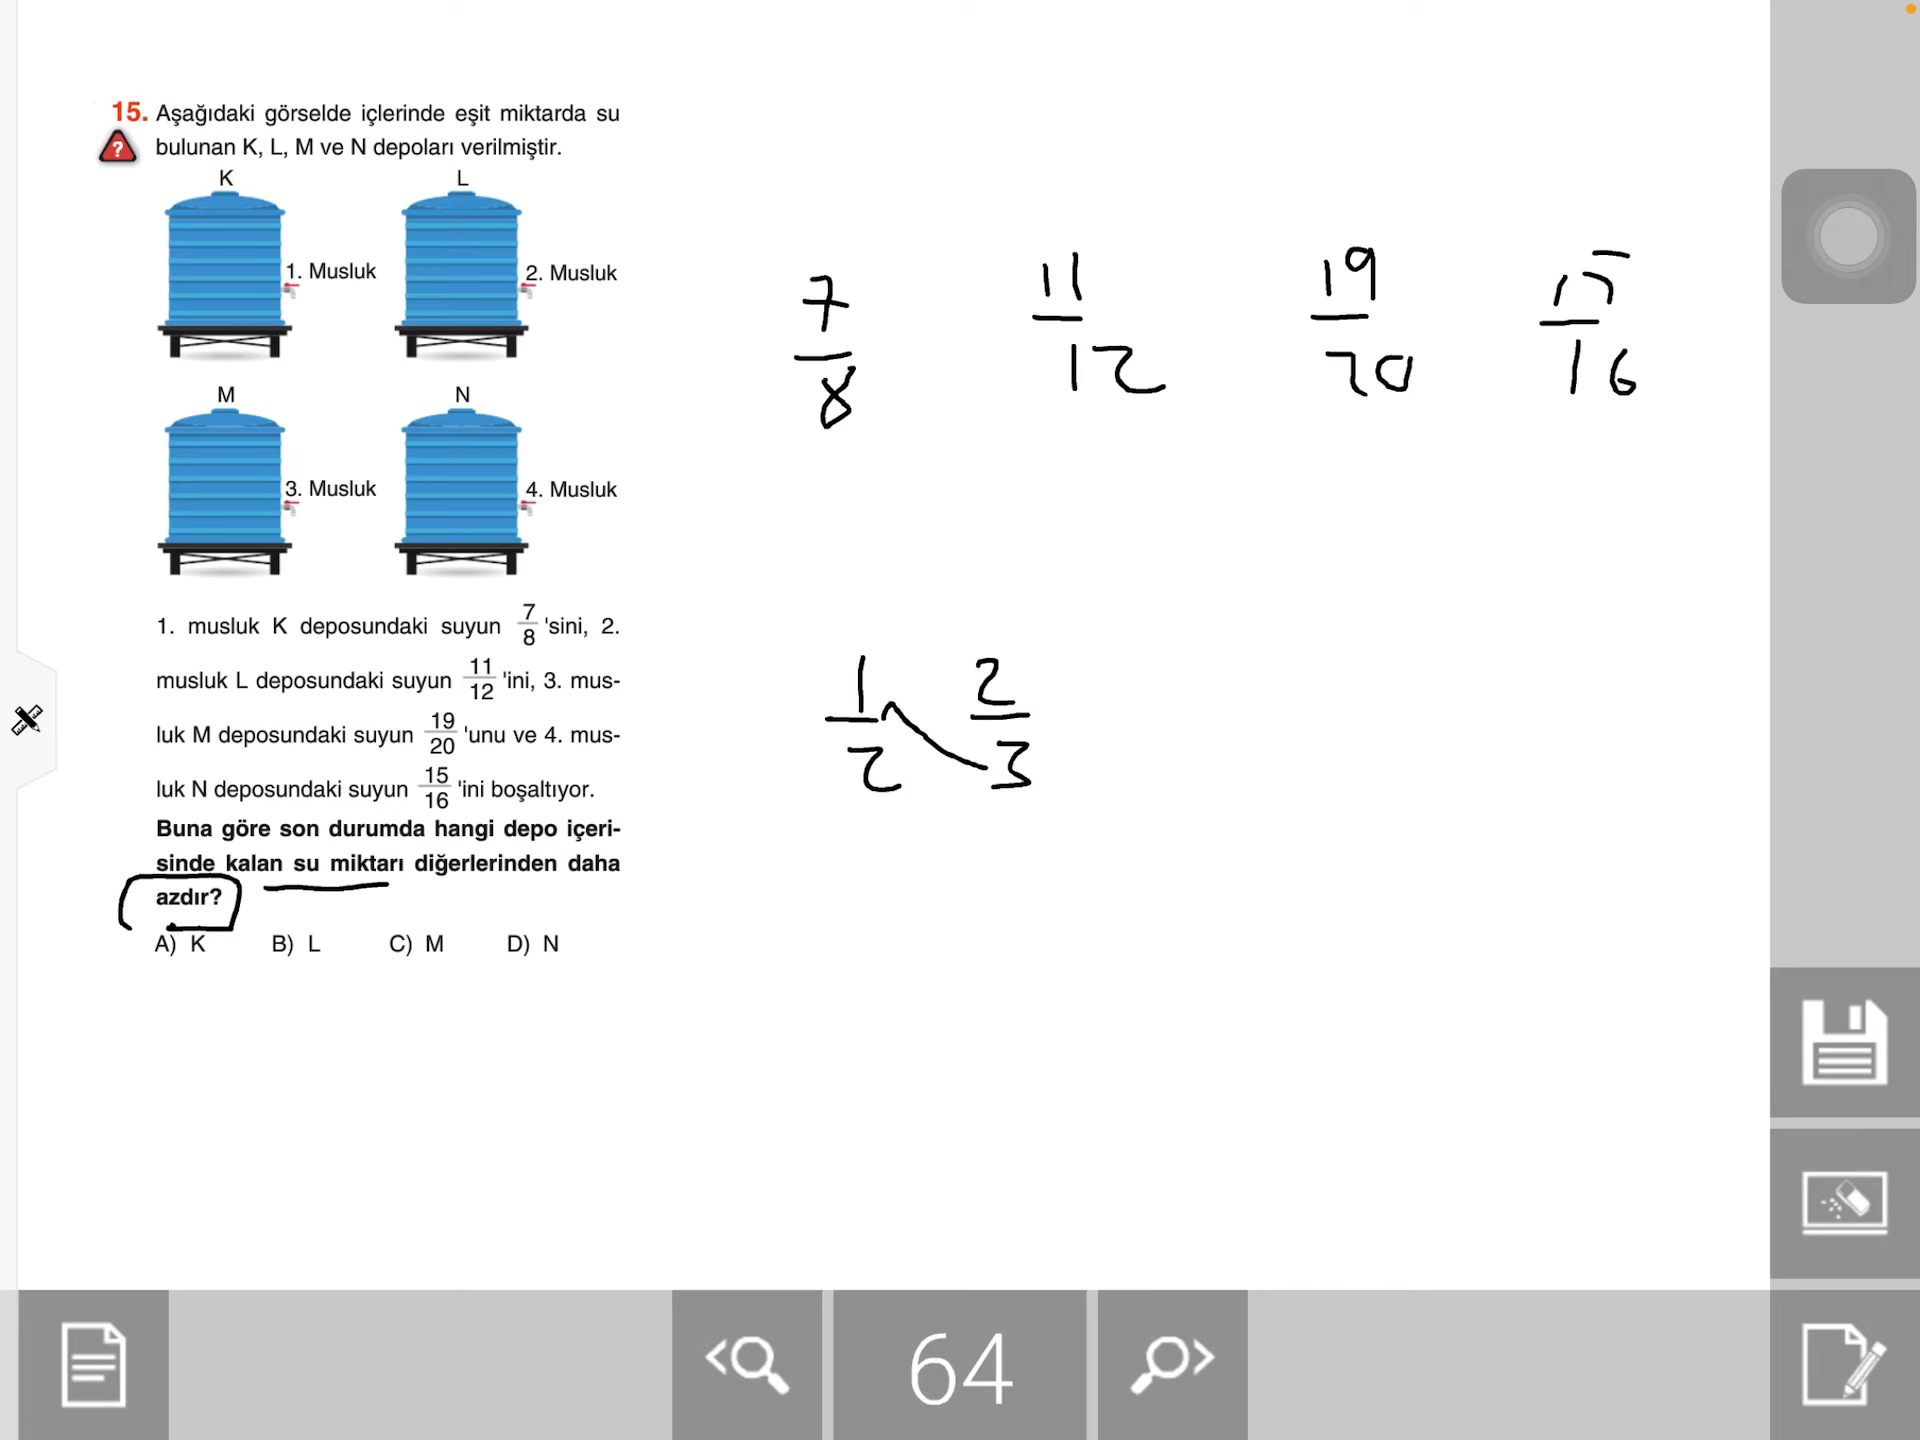 15. Aşağıdaki görselde içlerinde eşit miktarda su
bulunan K, L, M ve N depoları verilmiştir.
K L
1. Musluk 2. Musluk
M N
3. Musluk 4. Musluk
1. musluk K deposundaki suyun 7/8 'sini, 2.
musluk L deposundaki suyun 11/12 'ini, 3. mus-
luk M deposundaki suyun 19/20 'unu ve 4. mus-
luk N deposundaki suyun 15/16 'ini boşaltıyor.
Buna göre son durumda hangi depo içeri-
sinde kalan su miktarı diğerlerinden daha
azdır?
A) K B) L C) M D) N
7/8 11/12 19/20 15/16
1/2 2/3
64